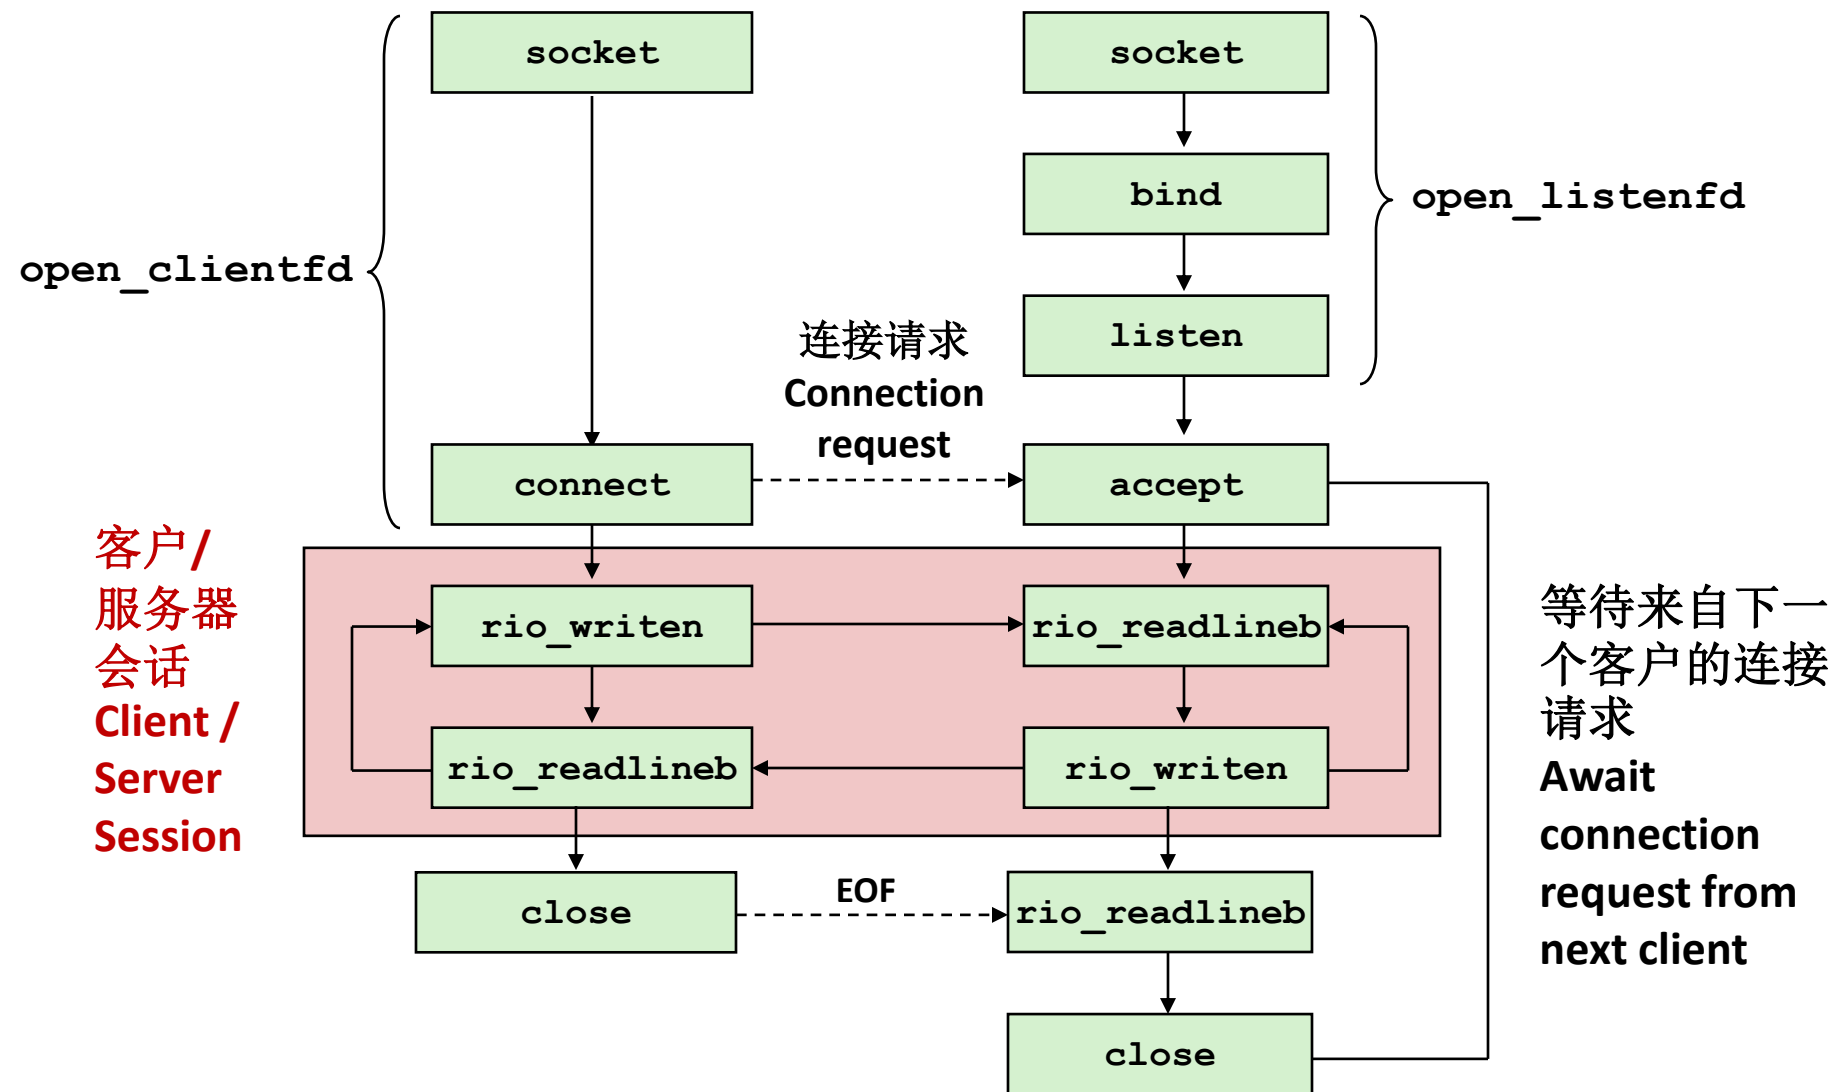 socket
socket
bind
open_listenfd
open_clientfd
listen
连接请求
Connection
request
connect
accept
客户/
服务器
会话
Client /
Server
Session
rio_writen
rio_readlineb
rio_readlineb
rio_writen
等待来自下一
个客户的连接
请求
Await
connection
request from
next client
close
EOF
rio_readlineb
close